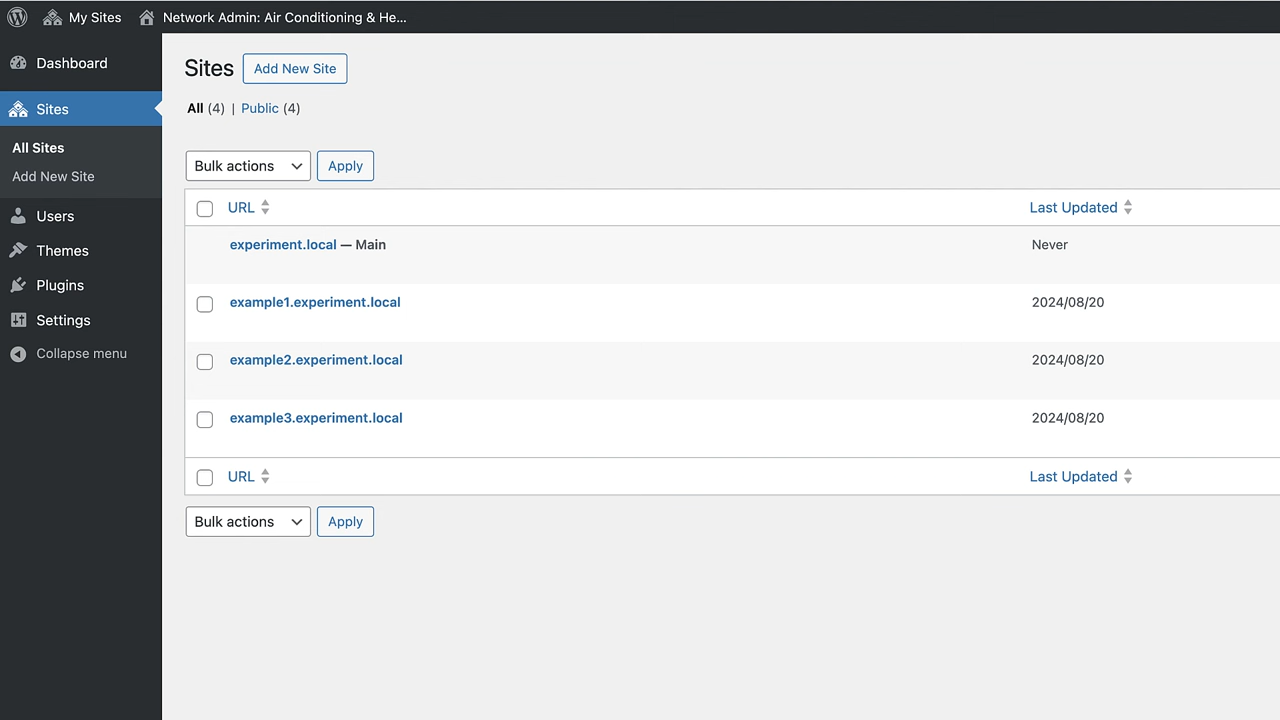 My Sites Network Admin: Air Conditioning & He...
Dashboard
Sites
All Sites
Add New Site
Users
Themes
Plugins
Settings
Collapse menu
Sites Add New Site
All (4) | Public (4)
Bulk actions Apply
URL Last Updated
experiment.local — Main Never
example1.experiment.local 2024/08/20
example2.experiment.local 2024/08/20
example3.experiment.local 2024/08/20
URL Last Updated
Bulk actions Apply